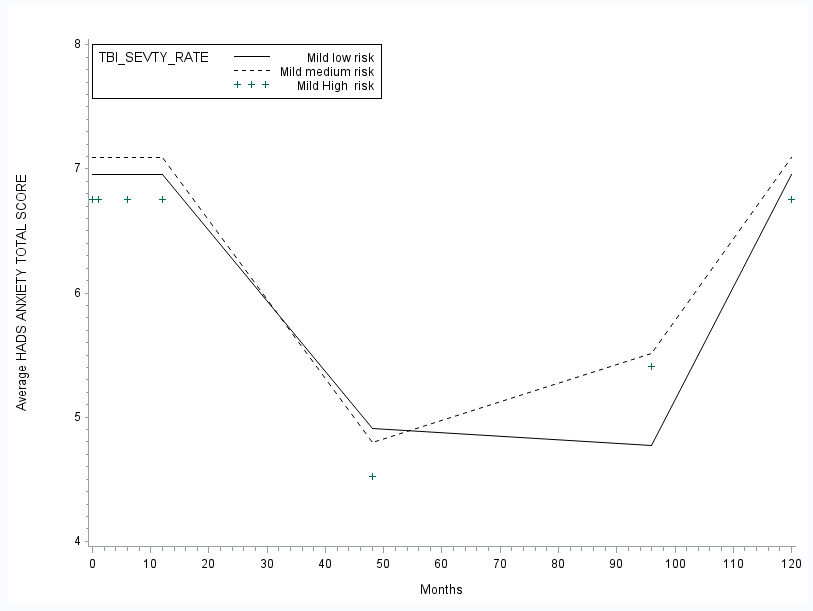 8
TBI_SEVTY_RATE
Mild low risk
Mild medium risk
Mild High risk
7
6
5
4
Average HADS ANXIETY TOTAL SCORE
0 10 20 30 40 50 60 70 80 90 100 110 120
Months